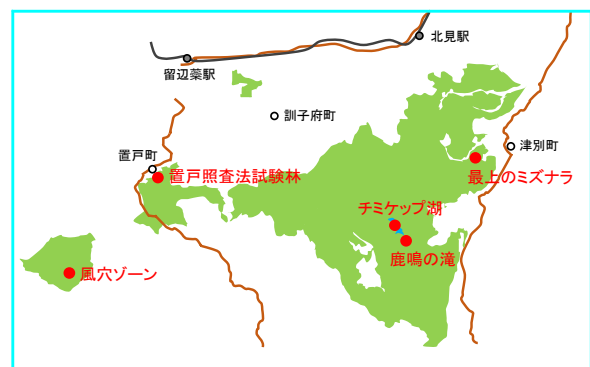 北見駅
留辺蘂駅
訓子府町
津別町
置戸町
置戸照査法試験林
最上のミズナラ
チミケップ湖
鹿鳴の滝
風穴ゾーン